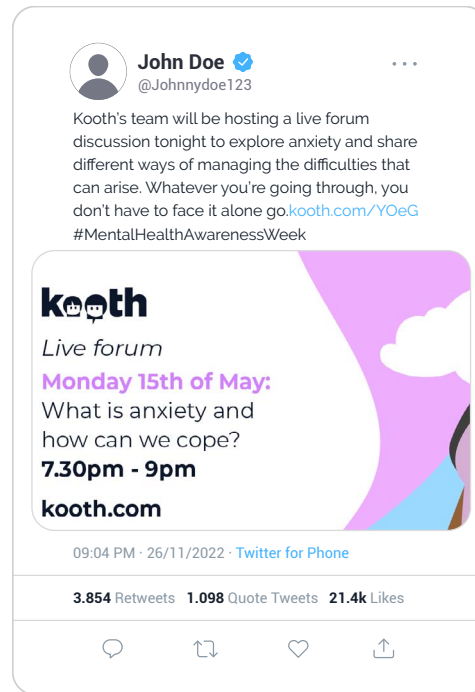 John Doe
@Johnnydoe123
Kooth's team will be hosting a live forum
discussion tonight to explore anxiety and share
different ways of managing the difficulties that
can arise. Whatever you're going through, you
don't have to face it alone go.kooth.com/YOeG
#MentalHealthAwarenessWeek
kooth
Live forum
Monday 15th of May:
What is anxiety and
how can we cope?
7.30pm - 9pm
kooth.com
09:04 PM · 26/11/2022 · Twitter for Phone
3.854 Retweets 1.098 Quote Tweets 21.4k Likes